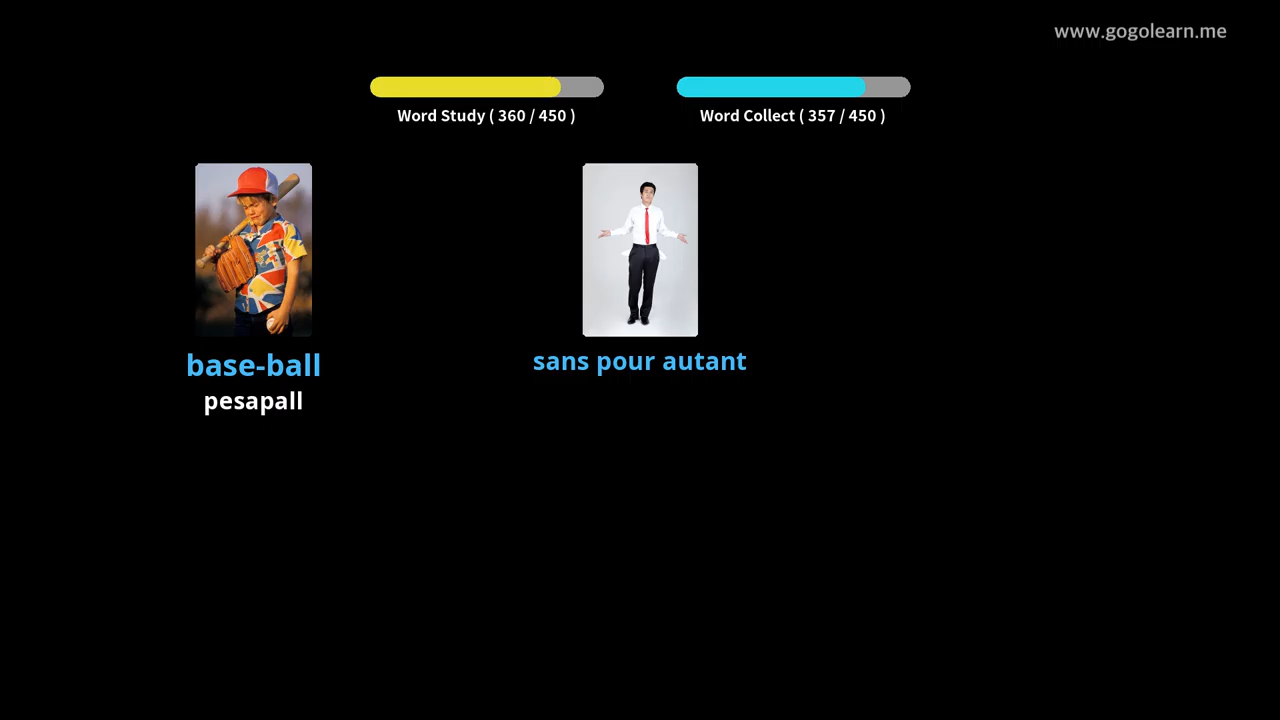 www.gogolearn.me
Word Study ( 360 / 450 )
Word Collect ( 357 / 450 )
base-ball
pesapall
sans pour autant